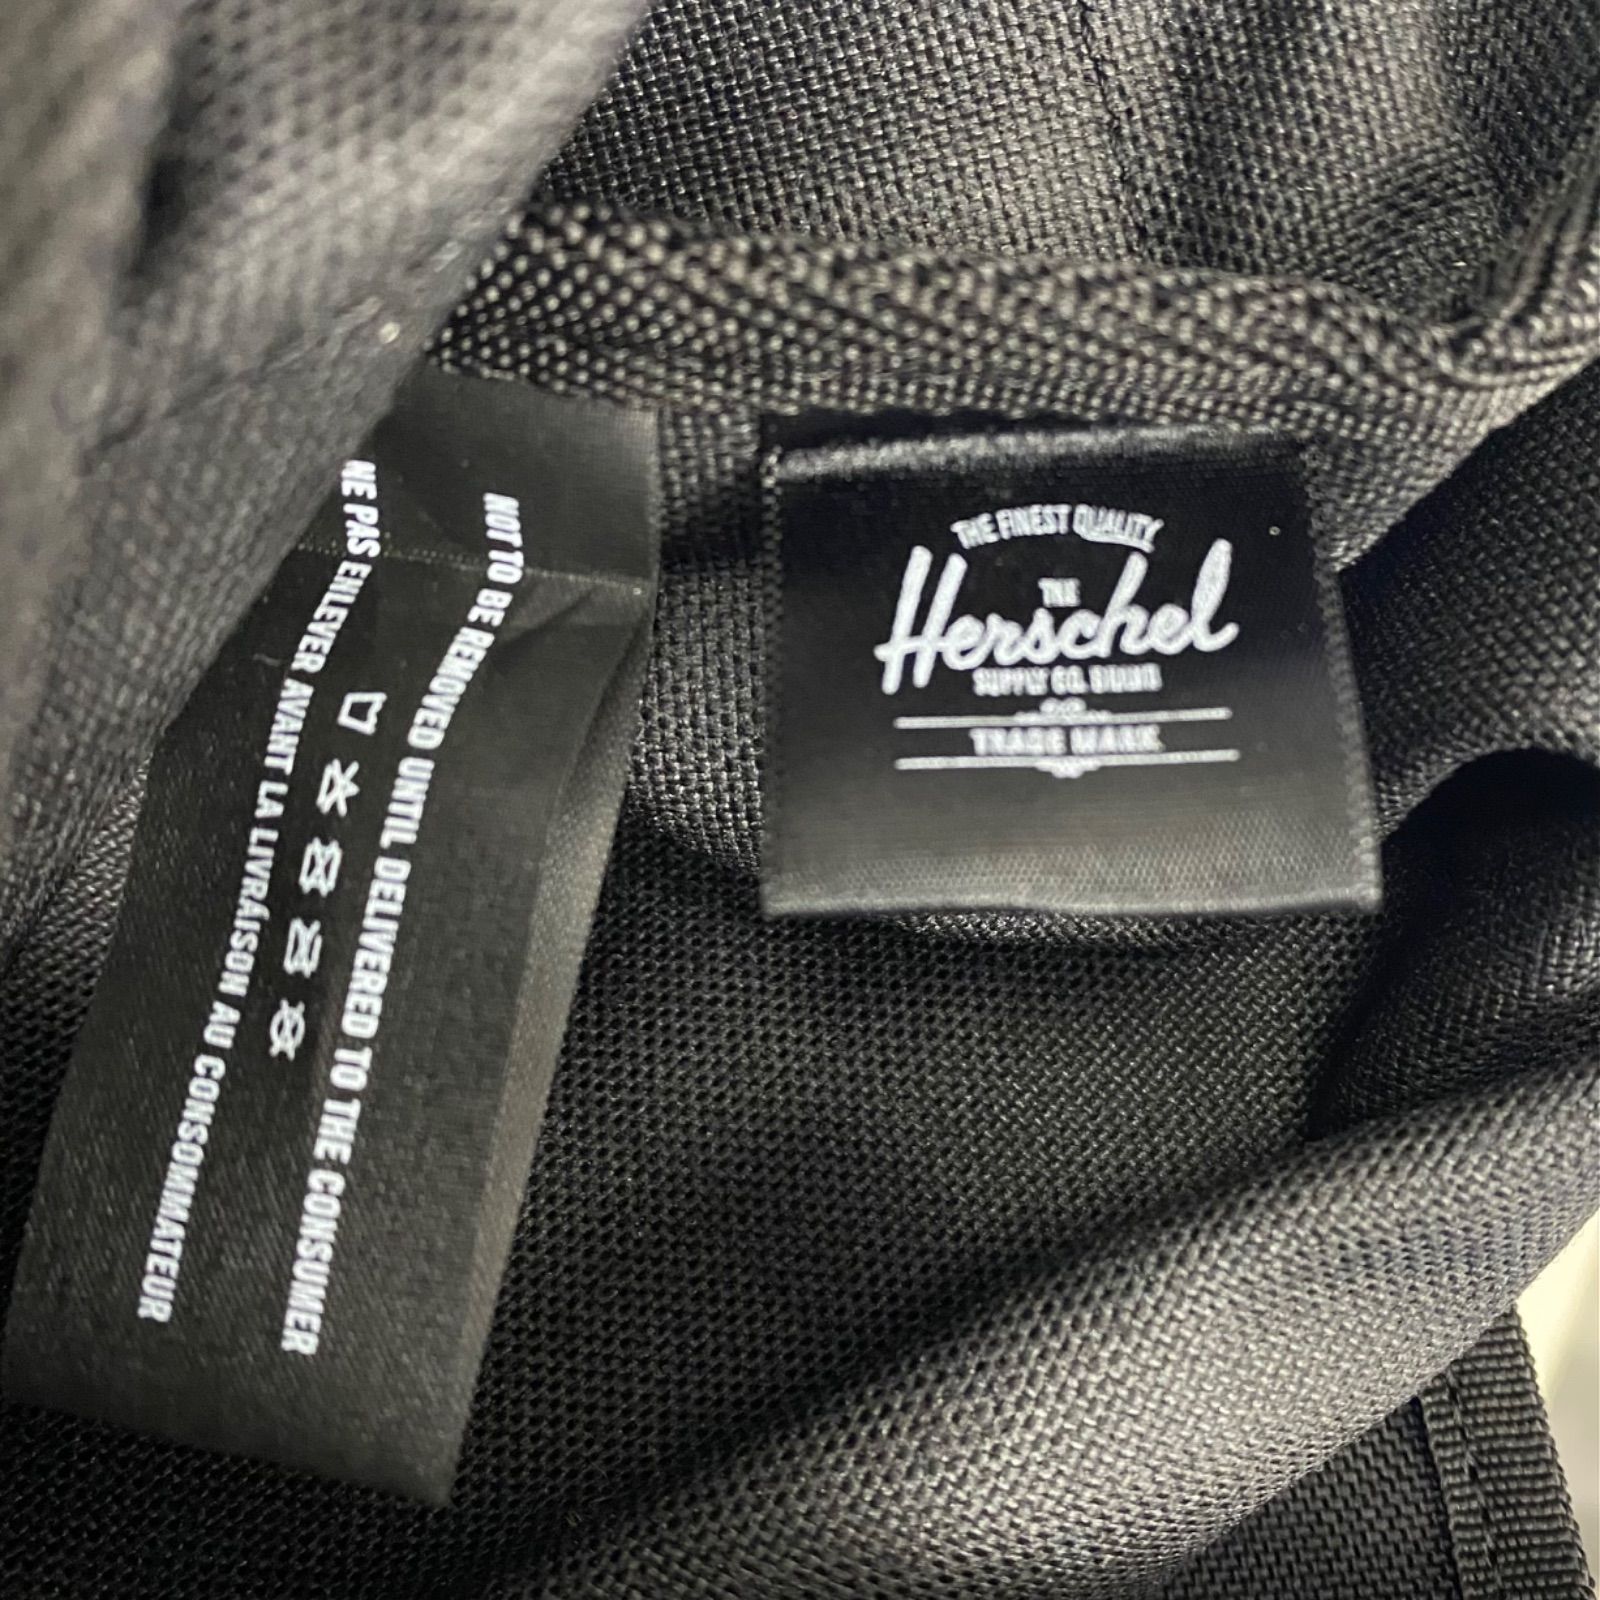 NOT TO BE REMOVED UNTIL DELIVERED TO THE CONSUMER
NE PAS ENLEVER AVANT LA LIVRAISON AU CONSOMMATEUR
THE FINEST QUALITY
THE
Herschel
SUPPLY CO. BRAND
TRADE MARK